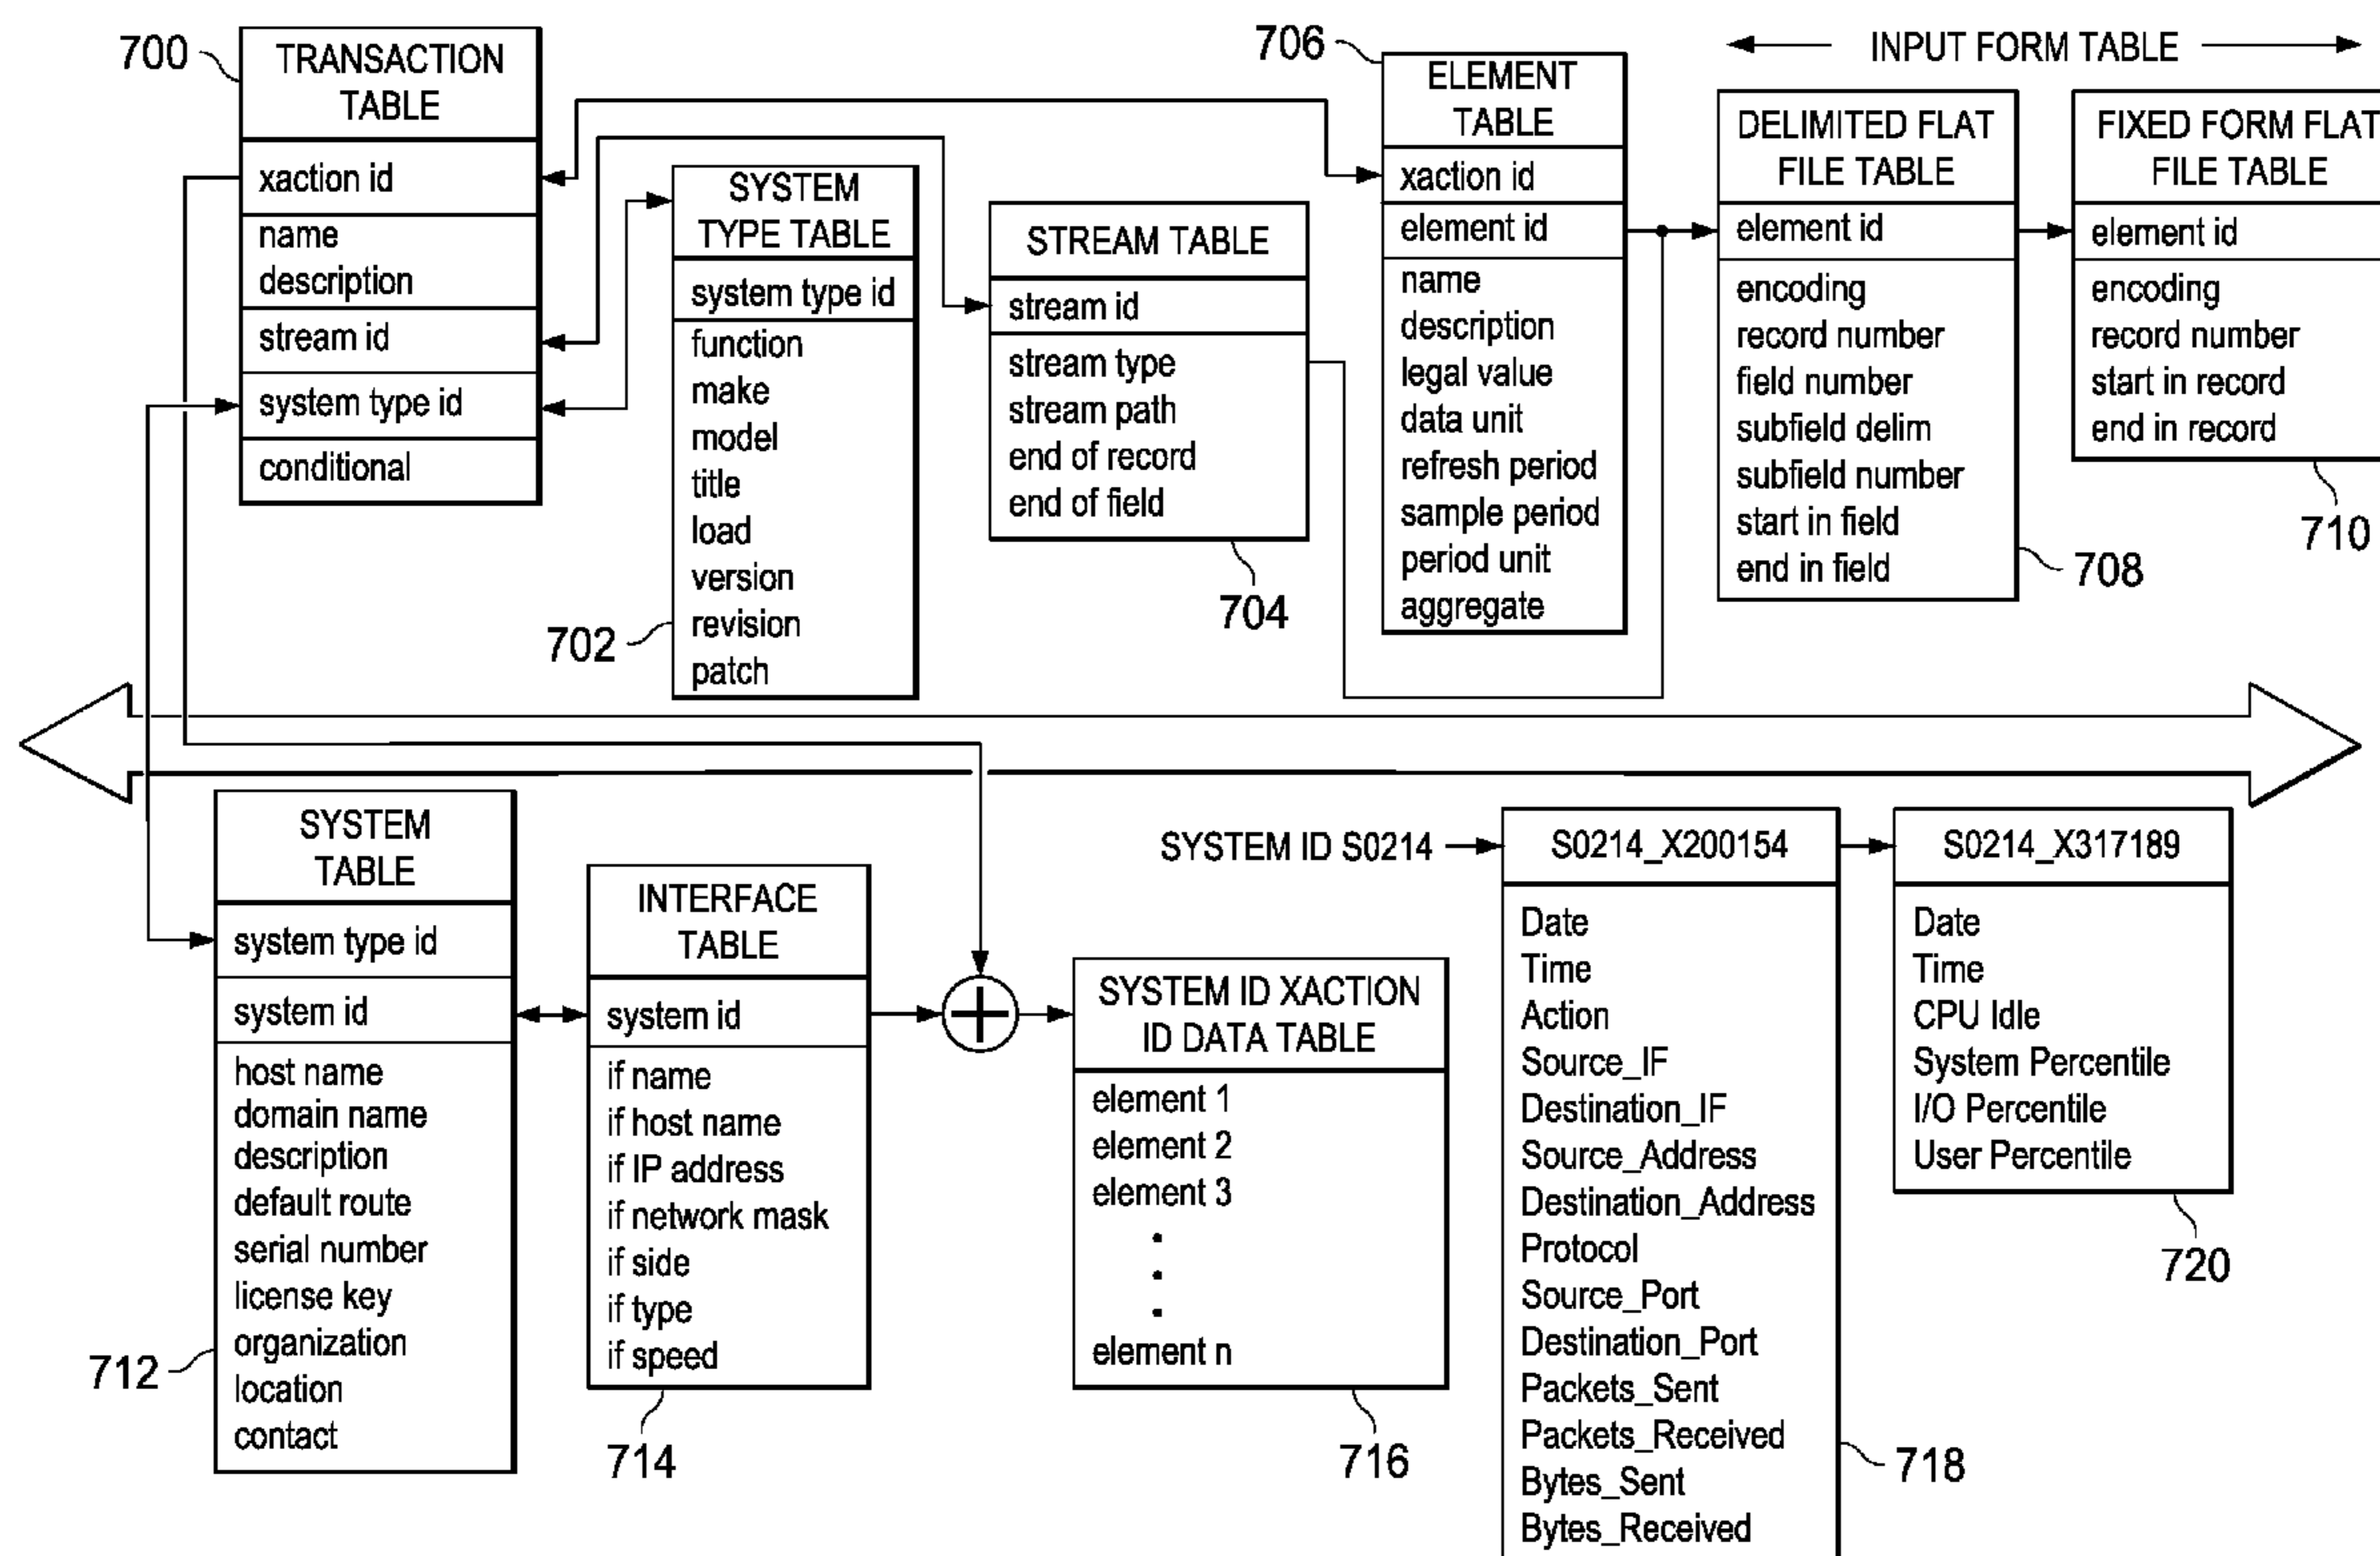 700
TRANSACTION
TABLE
xaction id
name
description
stream id
system type id
conditional
SYSTEM
TYPE TABLE
system type id
function
make
model
title
load
version
revision
patch
702
STREAM TABLE
stream id
stream type
stream path
end of record
end of field
704
706
ELEMENT
TABLE
xaction id
element id
name
description
legal value
data unit
refresh period
sample period
period unit
aggregate
INPUT FORM TABLE
DELIMITED FLAT
FILE TABLE
element id
encoding
record number
field number
subfield delim
subfield number
start in field
end in field
708
FIXED FORM FLAT
FILE TABLE
element id
encoding
record number
start in record
end in record
710
SYSTEM
TABLE
system type id
system id
host name
domain name
description
default route
serial number
license key
organization
location
contact
712
INTERFACE
TABLE
system id
if name
if host name
if IP address
if network mask
if side
if type
if speed
714
SYSTEM ID XACTION
ID DATA TABLE
element 1
element 2
element 3
.
.
.
element n
716
SYSTEM ID S0214
S0214_X200154
Date
Time
Action
Source_IF
Destination_IF
Source_Address
Destination_Address
Protocol
Source_Port
Destination_Port
Packets_Sent
Packets_Received
Bytes_Sent
Bytes_Received
718
S0214_X317189
Date
Time
CPU Idle
System Percentile
I/O Percentile
User Percentile
720